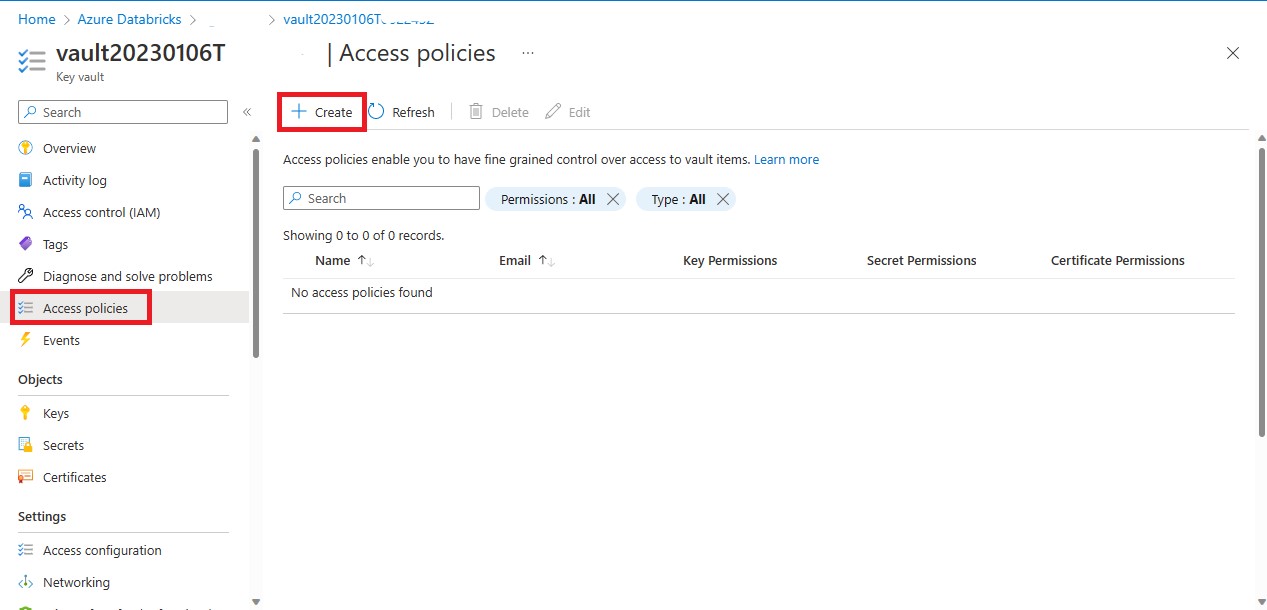 Home > Azure Databricks > >
vault20230106T | Access policies ...
Key vault
Search «
+ Create Refresh Delete Edit
Overview
Activity log
Access control (IAM)
Tags
Diagnose and solve problems
Access policies
Events
Objects
Keys
Secrets
Certificates
Settings
Access configuration
Networking
Access policies enable you to have fine grained control over access to vault items. Learn more
Search Permissions : All Type : All
Showing 0 to 0 of 0 records.
Name ↑↓ Email ↑↓ Key Permissions Secret Permissions Certificate Permissions
No access policies found